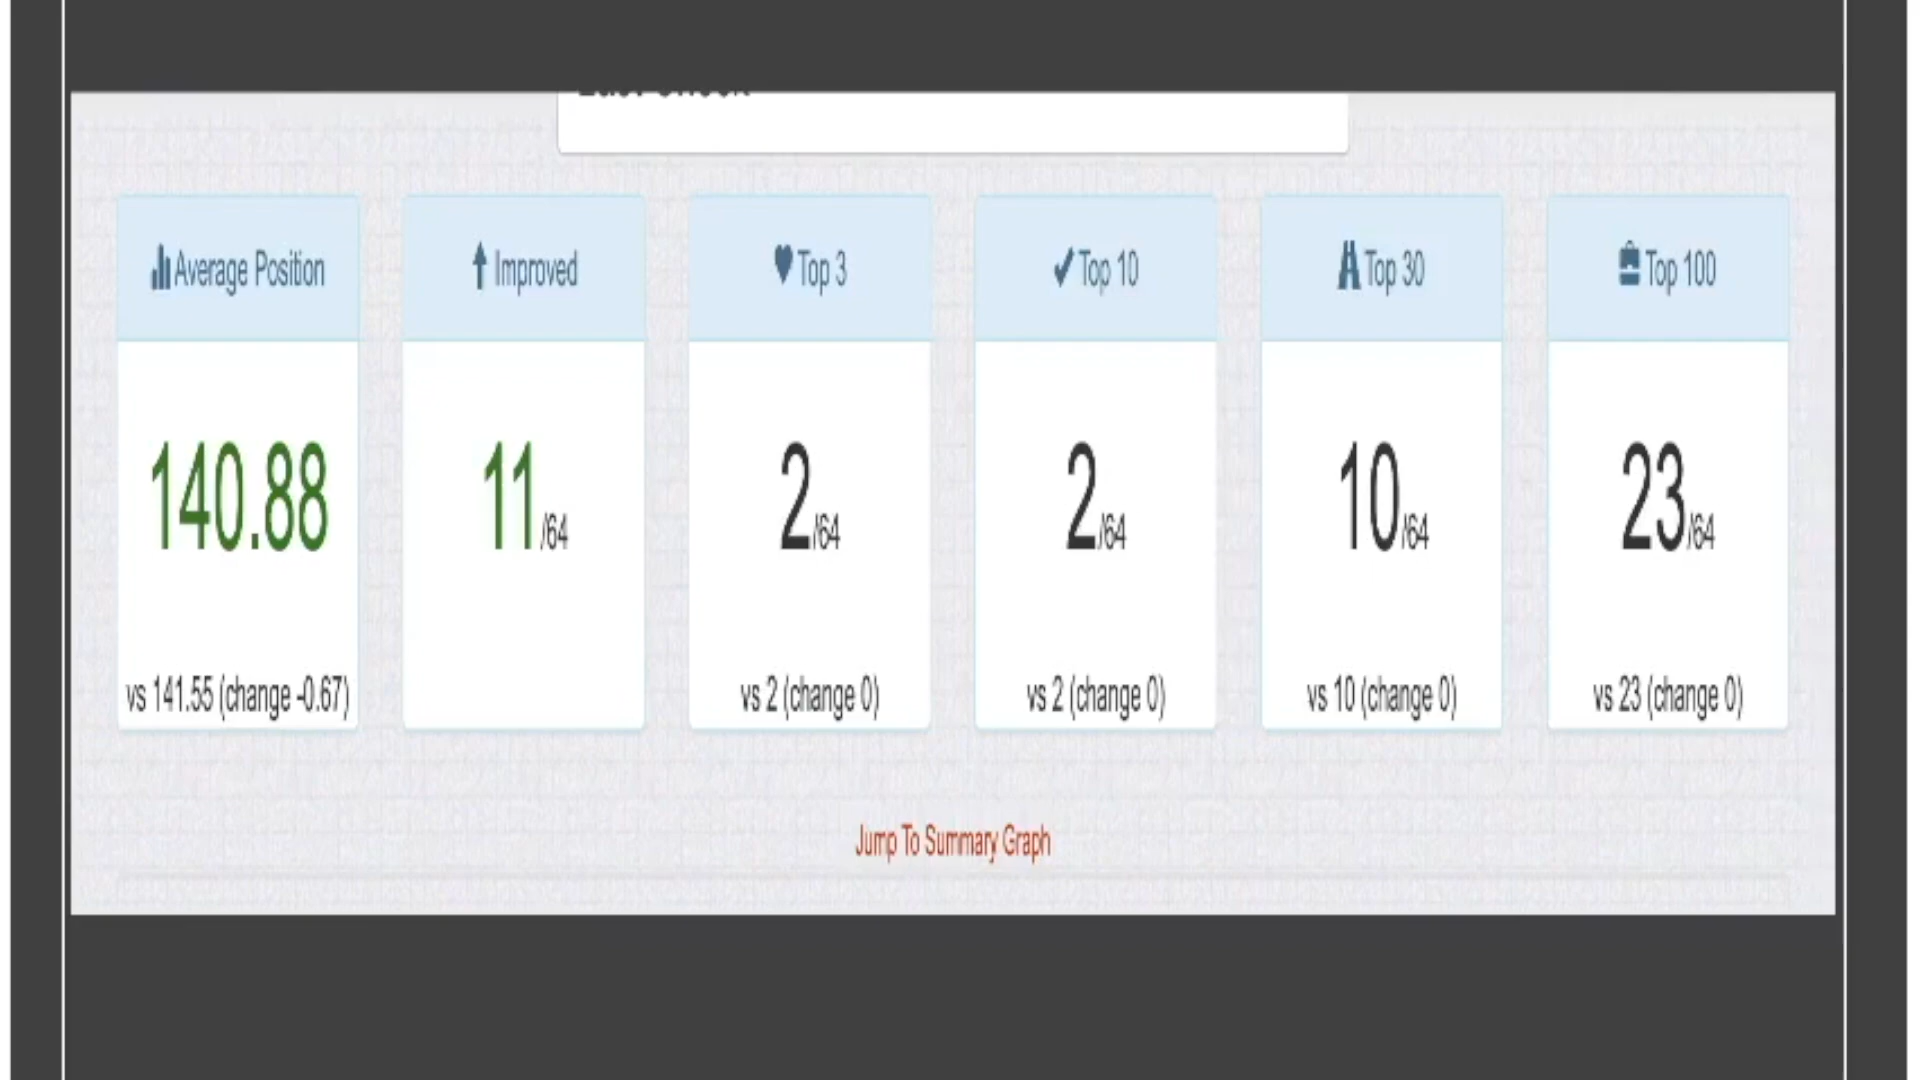 Average Position
Improved
Top 3
Top 10
Top 30
Top 100
140.88
11/64
2/64
2/64
10/64
23/64
vs 141.55 (change -0.67)
vs 2 (change 0)
vs 2 (change 0)
vs 10 (change 0)
vs 23 (change 0)
Jump To Summary Graph